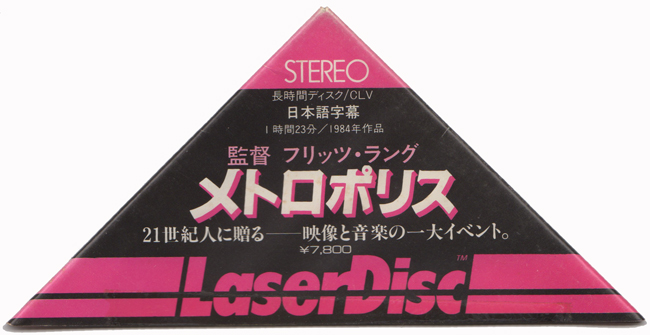 STEREO
長時間ディスク/CLV
日本語字幕
1時間23分/1984年作品
監督 フリッツ・ラング
メトロポリス
21世紀人に贈る——映像と音楽の一大イベント。
¥7,800
LaserDisc™